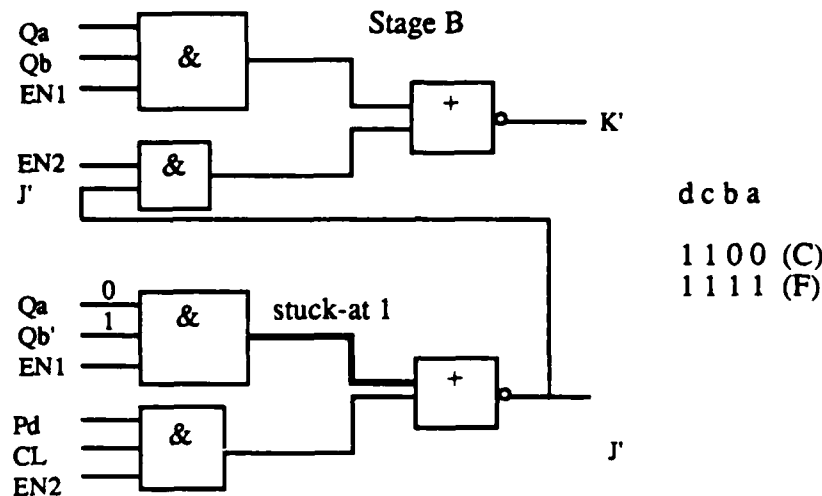 Stage B
Qa
Qb
EN1
&
+
K'
EN2
J'
&
d c b a
1 1 0 0 (C)
1 1 1 1 (F)
Qa
0
Qb'
1
EN1
&
stuck-at 1
+
Pd
CL
EN2
&
J'